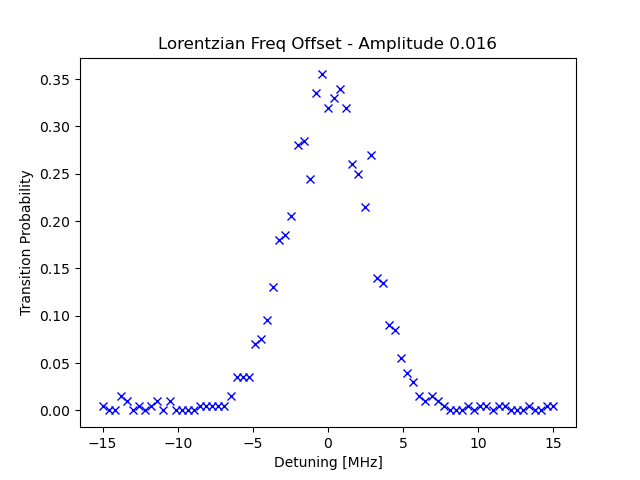 Lorentzian Freq Offset - Amplitude 0.016
Transition Probability
0.35
0.30
0.25
0.20
0.15
0.10
0.05
0.00
−15 −10 −5 0 5 10 15
Detuning [MHz]